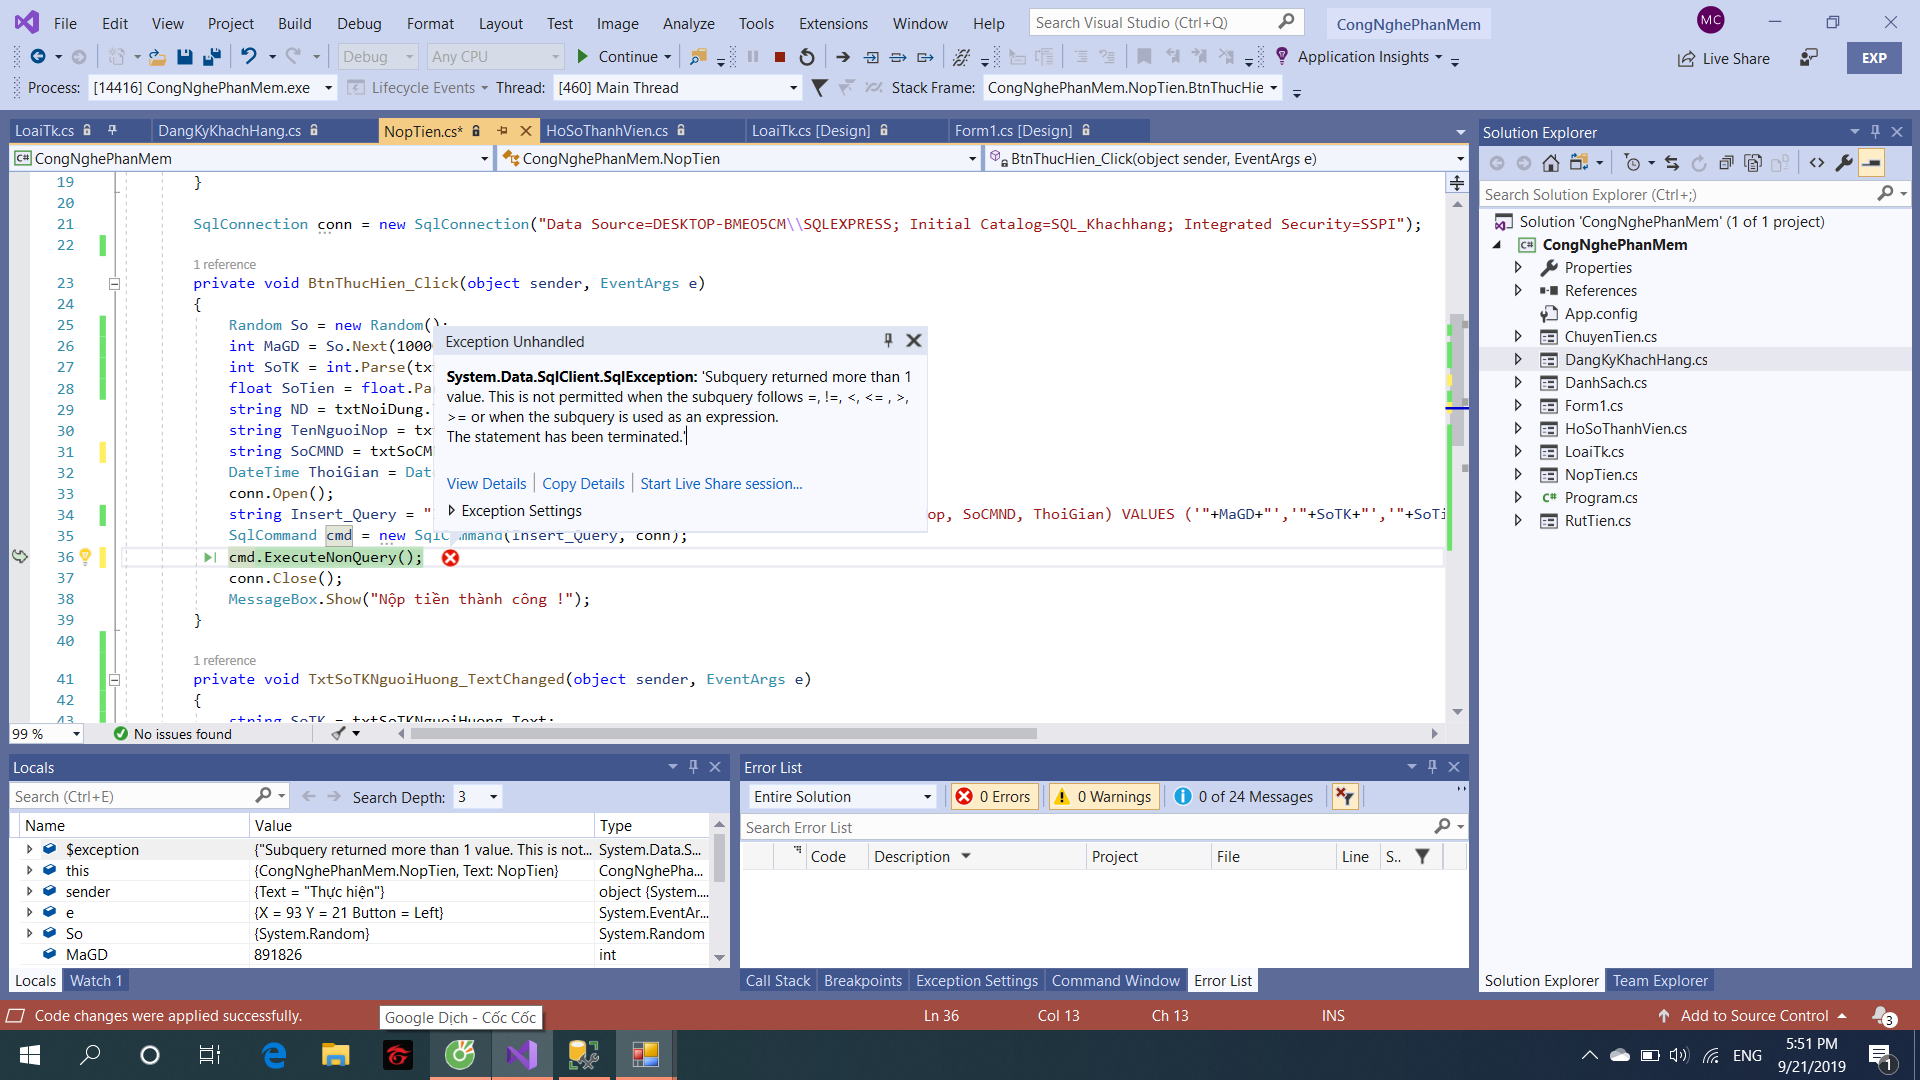 File Edit View Project Build Debug Format Layout Test Image Analyze Tools Extensions Window Help Search Visual Studio (Ctrl+Q) CongNghePhanMem MC
Debug Any CPU Continue Application Insights Live Share EXP
Process: [14416] CongNghePhanMem.exe Lifecycle Events Thread: [460] Main Thread Stack Frame: CongNghePhanMem.NopTien.BtnThucHie
LoaiTk.cs DangKyKhachHang.cs NopTien.cs* HoSoThanhVien.cs LoaiTk.cs [Design] Form1.cs [Design]
C# CongNghePhanMem CongNghePhanMem.NopTien BtnThucHien_Click(object sender, EventArgs e)
19 }
20
21 SqlConnection conn = new SqlConnection("Data Source=DESKTOP-BMEO5CM\\SQLEXPRESS; Initial Catalog=SQL_Khachhang; Integrated Security=SSPI");
22
1 reference
23 private void BtnThucHien_Click(object sender, EventArgs e)
24 {
25 Random So = new Random();
26 int MaGD = So.Next(1000
27 int SoTK = int.Parse(tx
28 float SoTien = float.Pa
29 string ND = txtNoiDung.
30 string TenNguoiNop = tx
31 string SoCMND = txtSoCM
32 DateTime ThoiGian = Dat
33 conn.Open();
34 string Insert_Query = " op, SoCMND, ThoiGian) VALUES ('"+MaGD+"','"+SoTK+"','"+SoTi
35 SqlCommand cmd = new SqlCommand(Insert_Query, conn);
36 cmd.ExecuteNonQuery();
37 conn.Close();
38 MessageBox.Show("Nộp tiền thành công !");
39 }
40
1 reference
41 private void TxtSoTKNguoiHuong_TextChanged(object sender, EventArgs e)
42 {
43 string SoTK = txtSoTKNguoiHuong.Text;
Exception Unhandled
System.Data.SqlClient.SqlException: 'Subquery returned more than 1
value. This is not permitted when the subquery follows =, !=, <, <= , >,
>= or when the subquery is used as an expression.
The statement has been terminated.'
View Details Copy Details Start Live Share session...
Exception Settings
99 % No issues found
Locals
Search (Ctrl+E) Search Depth: 3
Name Value Type
$exception {"Subquery returned more than 1 value. This is not... System.Data.S...
this {CongNghePhanMem.NopTien, Text: NopTien} CongNghePha...
sender {Text = "Thực hiện"} object {System....
e {X = 93 Y = 21 Button = Left} System.EventAr...
So {System.Random} System.Random
MaGD 891826 int
Locals Watch 1
Error List
Entire Solution 0 Errors 0 Warnings 0 of 24 Messages
Search Error List
Code Description Project File Line S..
Call Stack Breakpoints Exception Settings Command Window Error List
Solution Explorer
Search Solution Explorer (Ctrl+;)
Solution 'CongNghePhanMem' (1 of 1 project)
C# CongNghePhanMem
Properties
References
App.config
ChuyenTien.cs
DangKyKhachHang.cs
DanhSach.cs
Form1.cs
HoSoThanhVien.cs
LoaiTk.cs
NopTien.cs
C# Program.cs
RutTien.cs
Solution Explorer Team Explorer
Code changes were applied successfully. Ln 36 Col 13 Ch 13 INS Add to Source Control 3
Google Dịch - Cốc Cốc
ENG 5:51 PM
9/21/2019 1